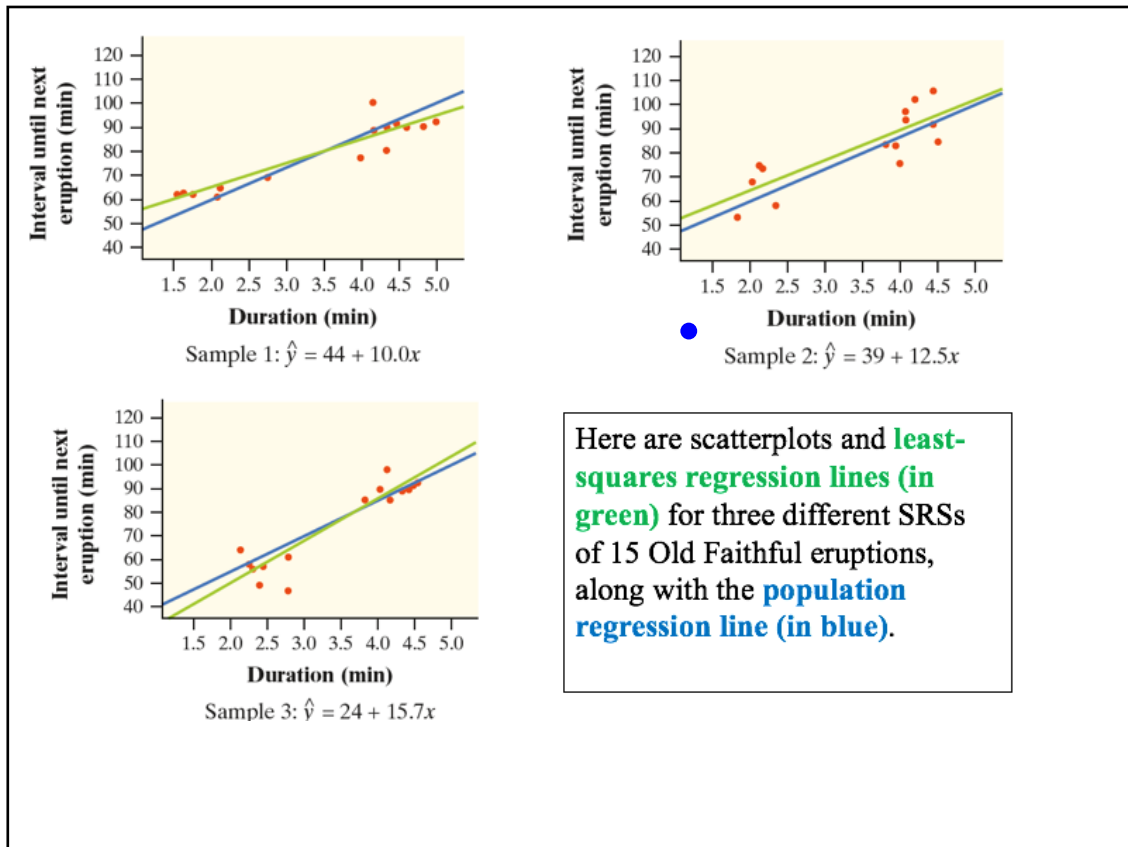 120
110
100
90
80
70
60
50
40
Interval until next
eruption (min)
1.5 2.0 2.5 3.0 3.5 4.0 4.5 5.0
Duration (min)
Sample 1: ŷ = 44 + 10.0x
120
110
100
90
80
70
60
50
40
Interval until next
eruption (min)
1.5 2.0 2.5 3.0 3.5 4.0 4.5 5.0
Duration (min)
Sample 2: ŷ = 39 + 12.5x
120
110
100
90
80
70
60
50
40
Interval until next
eruption (min)
1.5 2.0 2.5 3.0 3.5 4.0 4.5 5.0
Duration (min)
Sample 3: ŷ = 24 + 15.7x
Here are scatterplots and least-
squares regression lines (in
green) for three different SRSs
of 15 Old Faithful eruptions,
along with the population
regression line (in blue).